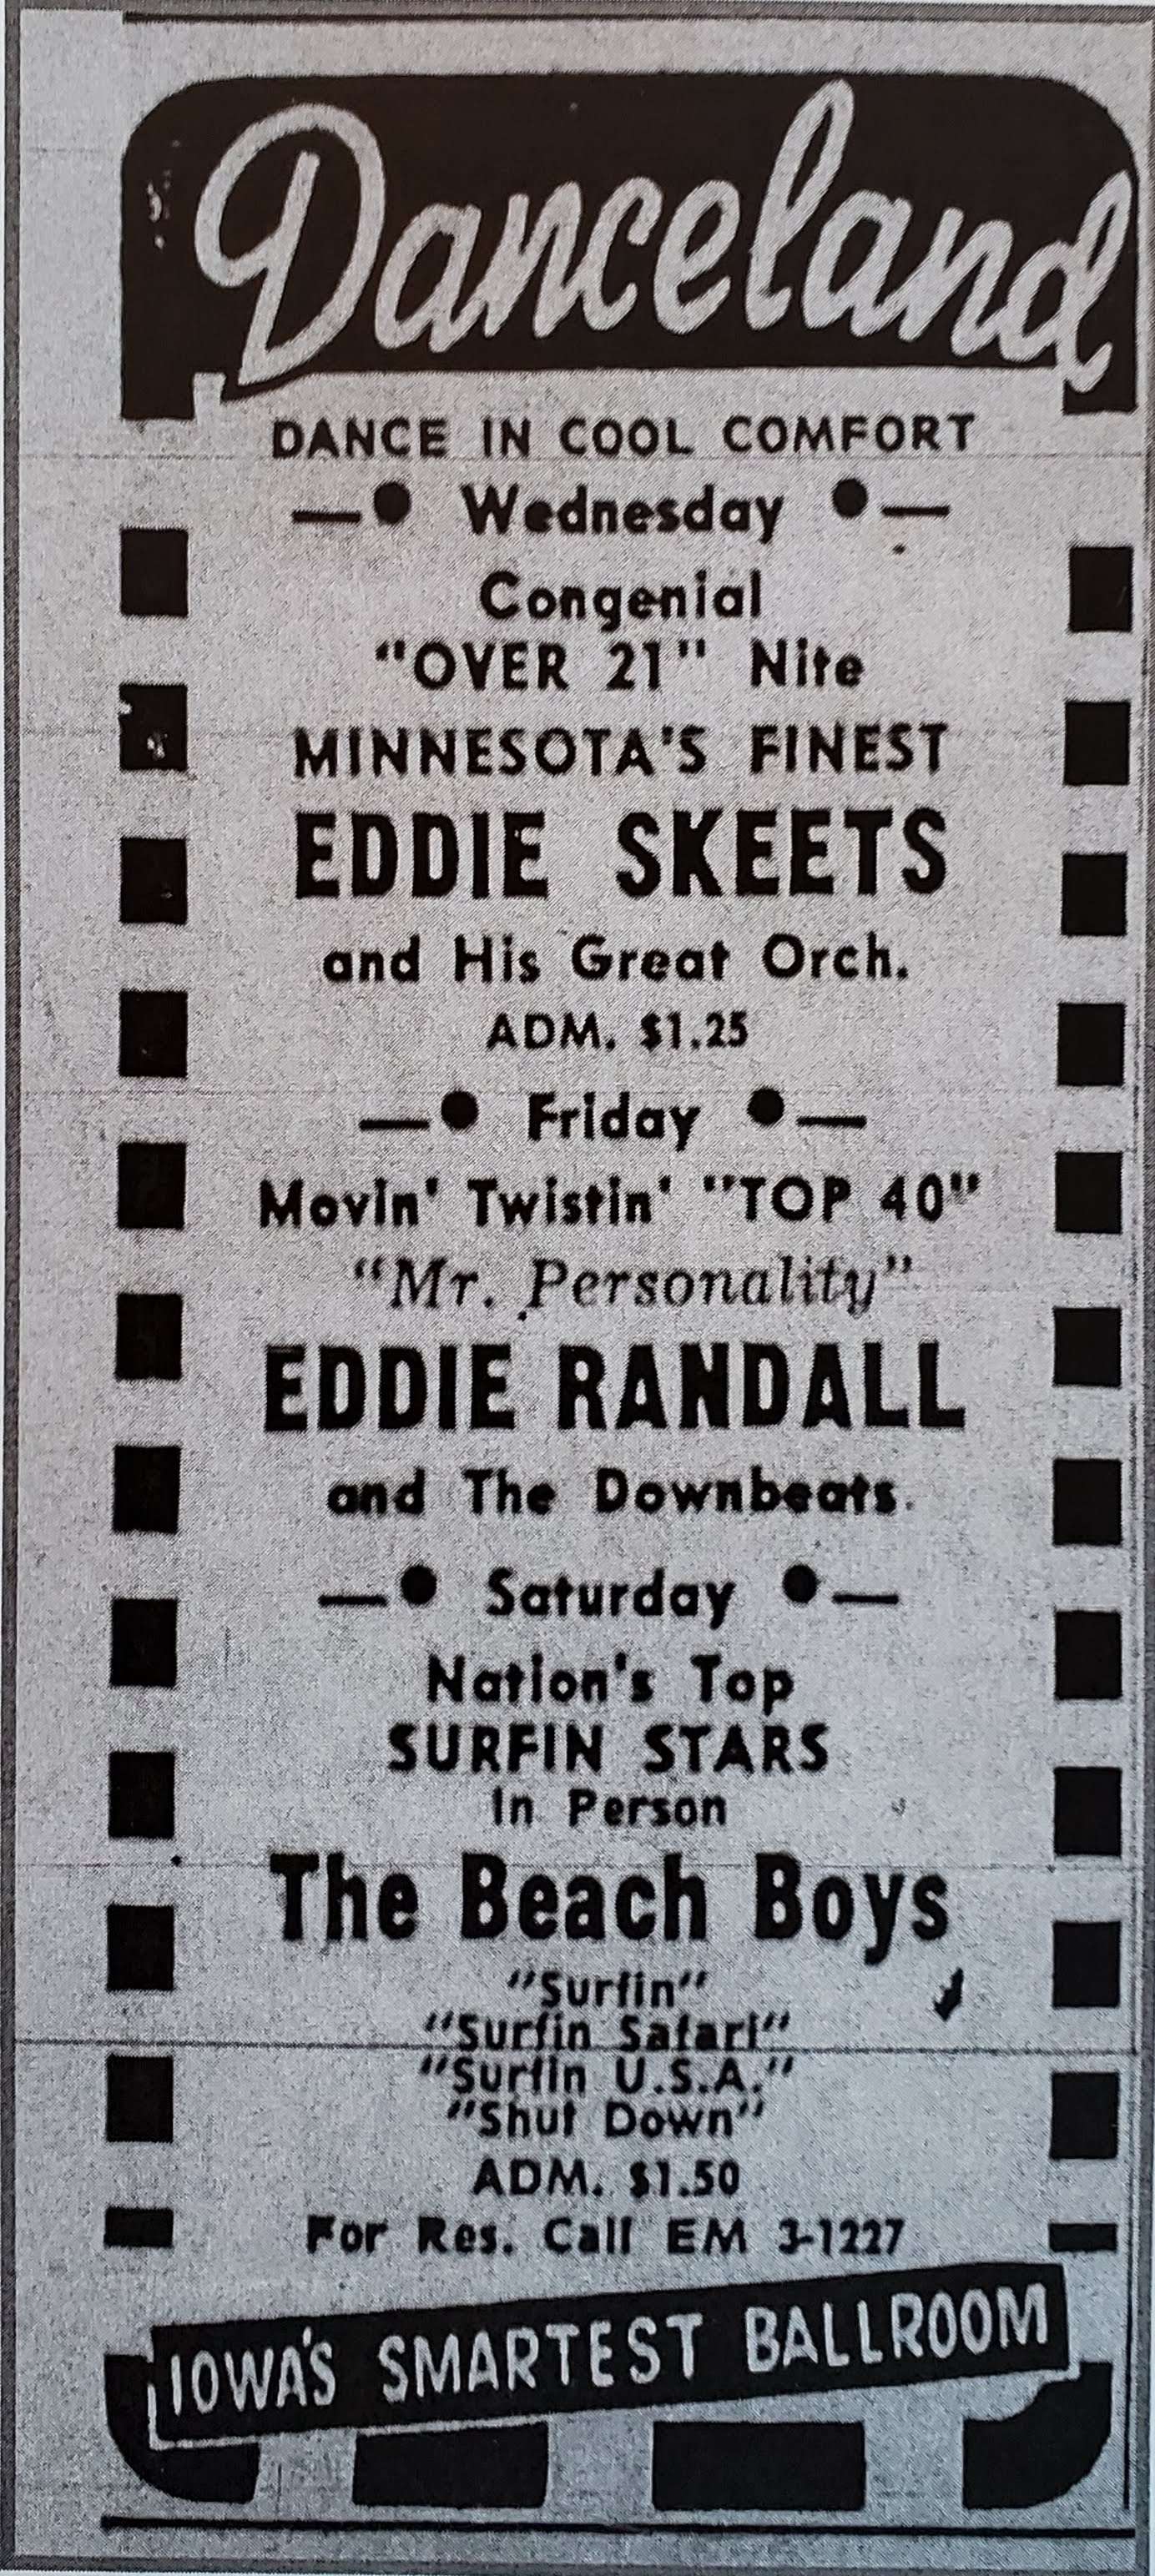 Danceland
DANCE IN COOL COMFORT
—● Wednesday ●—
Congenial
"OVER 21" Nite
MINNESOTA'S FINEST
EDDIE SKEETS
and His Great Orch.
ADM. $1.25
—● Friday ●—
Movin' Twistin' "TOP 40"
"Mr. Personality"
EDDIE RANDALL
and The Downbeats.
—● Saturday ●—
Nation's Top
SURFIN STARS
In Person
The Beach Boys
"Surfin"
"Surfin Safari"
"Surfin U.S.A."
"Shut Down"
ADM. $1.50
For Res. Call EM 3-1227
IOWA'S SMARTEST BALLROOM